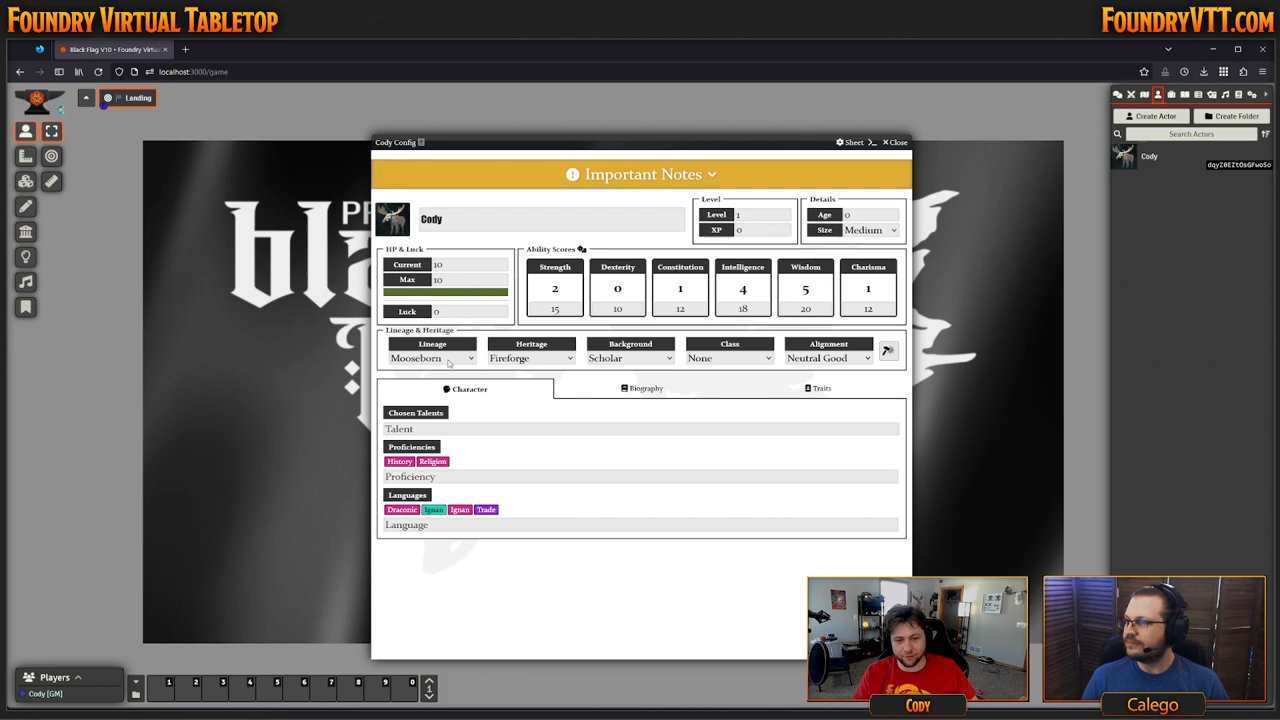 Foundry Virtual Tabletop
FoundryVTT.com
Black Flag V10 • Foundry Virtu
localhost:3000/game
Landing
Create Actor
Create Folder
Search Actors
Cody
dqyZ0EZtOsGFwoSo
Cody Config
Sheet
Close
Important Notes
Cody
Level
Level 1
XP 0
Details
Age 0
Size Medium
HP & Luck
Current 10
Max 10
Luck 0
Ability Scores
Strength Dexterity Constitution Intelligence Wisdom Charisma
2 0 1 4 5 1
15 10 12 18 20 12
Lineage & Heritage
Lineage Heritage Background Class Alignment
Mooseborn Fireforge Scholar None Neutral Good
Character
Biography
Traits
Chosen Talents
Talent
Proficiencies
History Religion
Proficiency
Languages
Draconic Ignan Ignan Trade
Language
Players
Cody [GM]
1 2 3 4 5 6 7 8 9 0
1
Cody
Calego